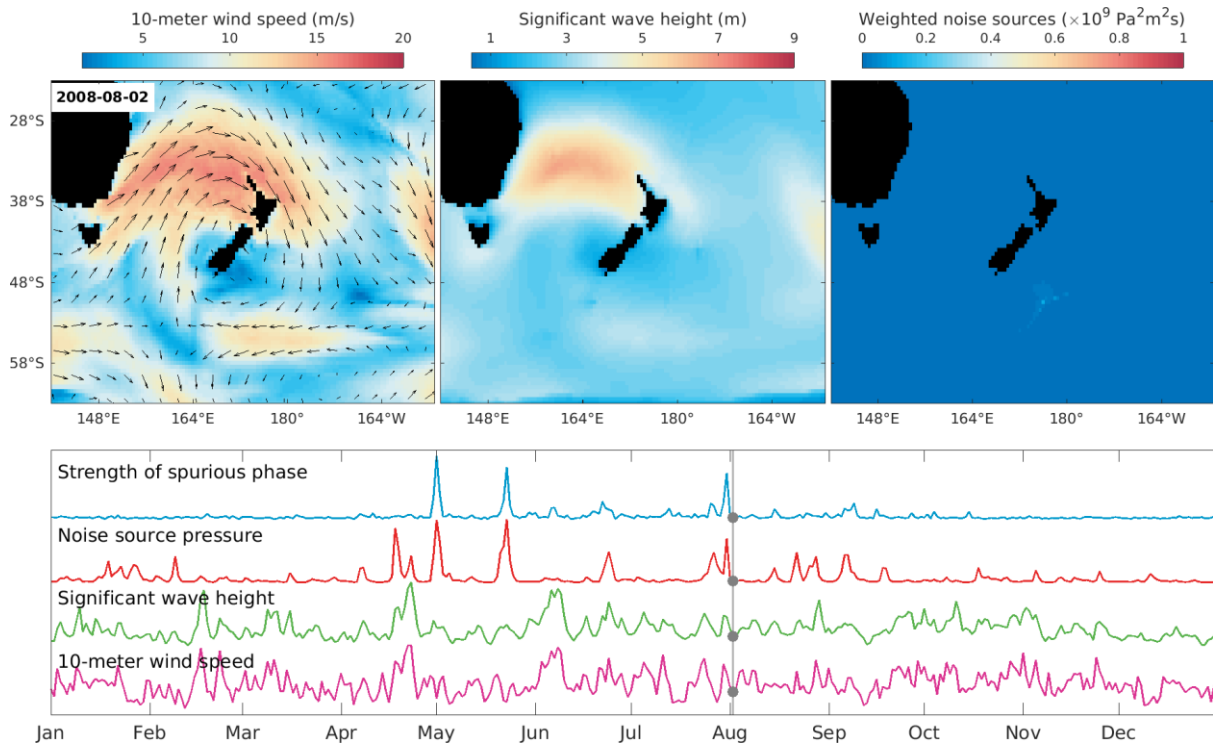 10-meter wind speed (m/s)
5 10 15 20
Significant wave height (m)
1 3 5 7 9
Weighted noise sources (×10⁹ Pa²m²s)
0 0.2 0.4 0.6 0.8 1
2008-08-02
28°S
38°S
48°S
58°S
148°E 164°E 180° 164°W
148°E 164°E 180° 164°W
148°E 164°E 180° 164°W
Strength of spurious phase
Noise source pressure
Significant wave height
10-meter wind speed
Jan Feb Mar Apr May Jun Jul Aug Sep Oct Nov Dec